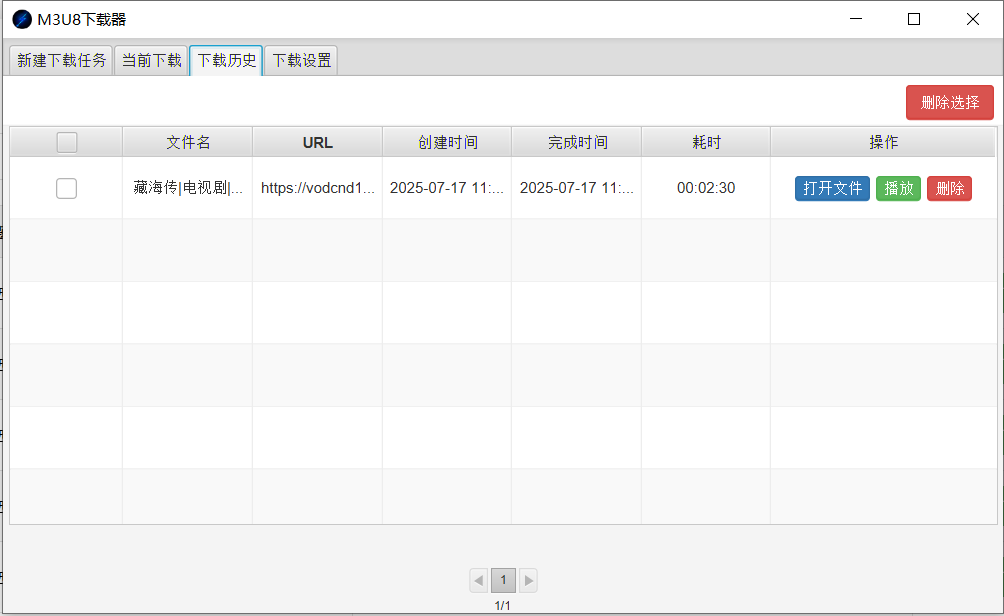 M3U8下载器
新建下载任务 当前下载 下载历史 下载设置
删除选择
文件名 URL 创建时间 完成时间 耗时 操作
藏海传|电视剧|... https://vodcnd1... 2025-07-17 11:... 2025-07-17 11:... 00:02:30 打开文件 播放 删除
1
1/1